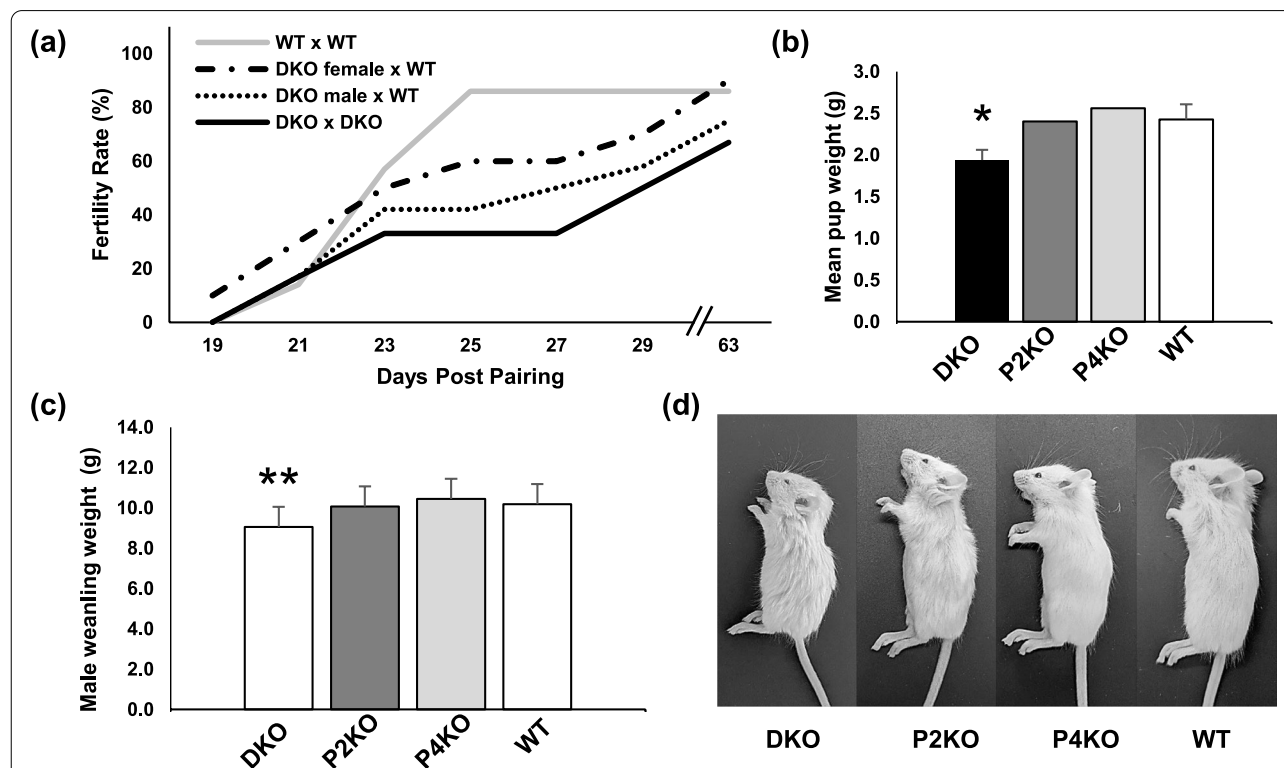 (a)
WT x WT
DKO female x WT
DKO male x WT
DKO x DKO
Fertility Rate (%)
100
80
60
40
20
0
19 21 23 25 27 29 63
Days Post Pairing
(b)
Mean pup weight (g)
3.0
2.5
2.0
1.5
1.0
0.5
0.0
*
DKO P2KO P4KO WT
(c)
Male weanling weight (g)
14.0
12.0
10.0
8.0
6.0
4.0
2.0
0.0
**
DKO P2KO P4KO WT
(d)
DKO P2KO P4KO WT